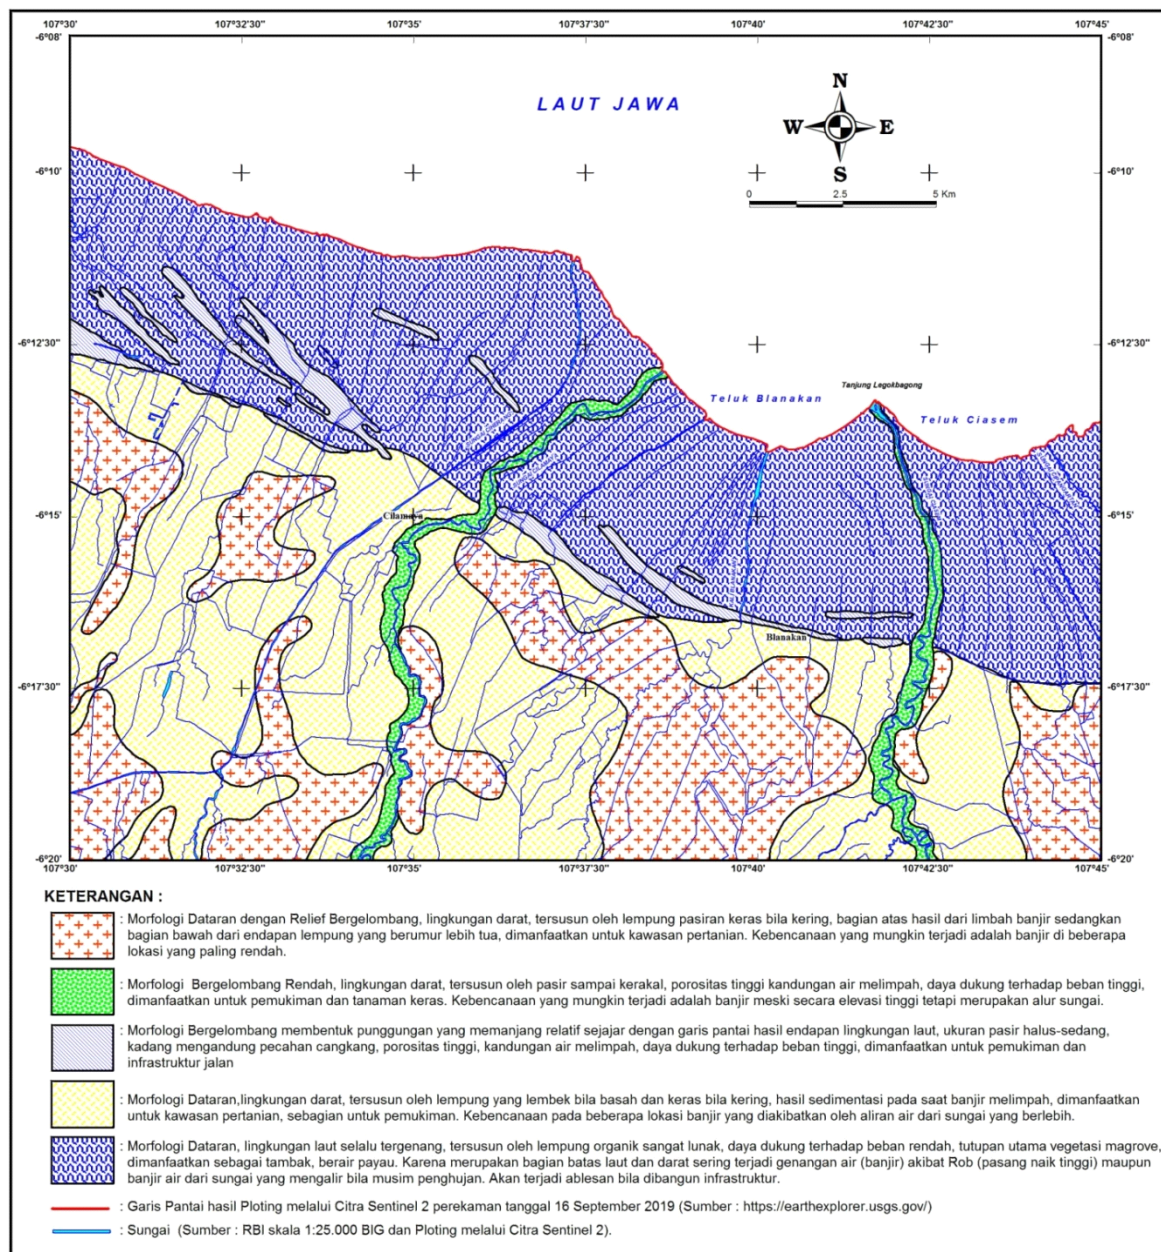 107°30' 107°32'30" 107°35' 107°37'30" 107°40' 107°42'30" 107°45'
-6°08' -6°08'
LAUT JAWA
N
W E
S
-6°10' -6°10'
0 2.5 5 Km
-6°12'30" -6°12'30"
Tanjung Legokbagong
Teluk Blanakan
Teluk Ciasem
-6°15' Cilamaya -6°15'
Blanakan
-6°17'30" -6°17'30"
-6°20' -6°20'
107°30' 107°32'30" 107°35' 107°37'30" 107°40' 107°42'30" 107°45'
KETERANGAN :
: Morfologi Dataran dengan Relief Bergelombang, lingkungan darat, tersusun oleh lempung pasiran keras bila kering, bagian atas hasil dari limbah banjir sedangkan
bagian bawah dari endapan lempung yang berumur lebih tua, dimanfaatkan untuk kawasan pertanian. Kebencanaan yang mungkin terjadi adalah banjir di beberapa
lokasi yang paling rendah.
: Morfologi Bergelombang Rendah, lingkungan darat, tersusun oleh pasir sampai kerakal, porositas tinggi kandungan air melimpah, daya dukung terhadap beban tinggi,
dimanfaatkan untuk pemukiman dan tanaman keras. Kebencanaan yang mungkin terjadi adalah banjir meski secara elevasi tinggi tetapi merupakan alur sungai.
: Morfologi Bergelombang membentuk punggungan yang memanjang relatif sejajar dengan garis pantai hasil endapan lingkungan laut, ukuran pasir halus-sedang,
kadang mengandung pecahan cangkang, porositas tinggi, kandungan air melimpah, daya dukung terhadap beban tinggi, dimanfaatkan untuk pemukiman dan
infrastruktur jalan
: Morfologi Dataran,lingkungan darat, tersusun oleh lempung yang lembek bila basah dan keras bila kering, hasil sedimentasi pada saat banjir melimpah, dimanfaatkan
untuk kawasan pertanian, sebagian untuk pemukiman. Kebencanaan pada beberapa lokasi banjir yang diakibatkan oleh aliran air dari sungai yang berlebih.
: Morfologi Dataran, lingkungan laut selalu tergenang, tersusun oleh lempung organik sangat lunak, daya dukung terhadap beban rendah, tutupan utama vegetasi magrove,
dimanfaatkan sebagai tambak, berair payau. Karena merupakan bagian batas laut dan darat sering terjadi genangan air (banjir) akibat Rob (pasang naik tinggi) maupun
banjir air dari sungai yang mengalir bila musim penghujan. Akan terjadi ablesan bila dibangun infrastruktur.
: Garis Pantai hasil Ploting melalui Citra Sentinel 2 perekaman tanggal 16 September 2019 (Sumber : https://earthexplorer.usgs.gov/)
: Sungai (Sumber : RBI skala 1:25.000 BIG dan Ploting melalui Citra Sentinel 2).